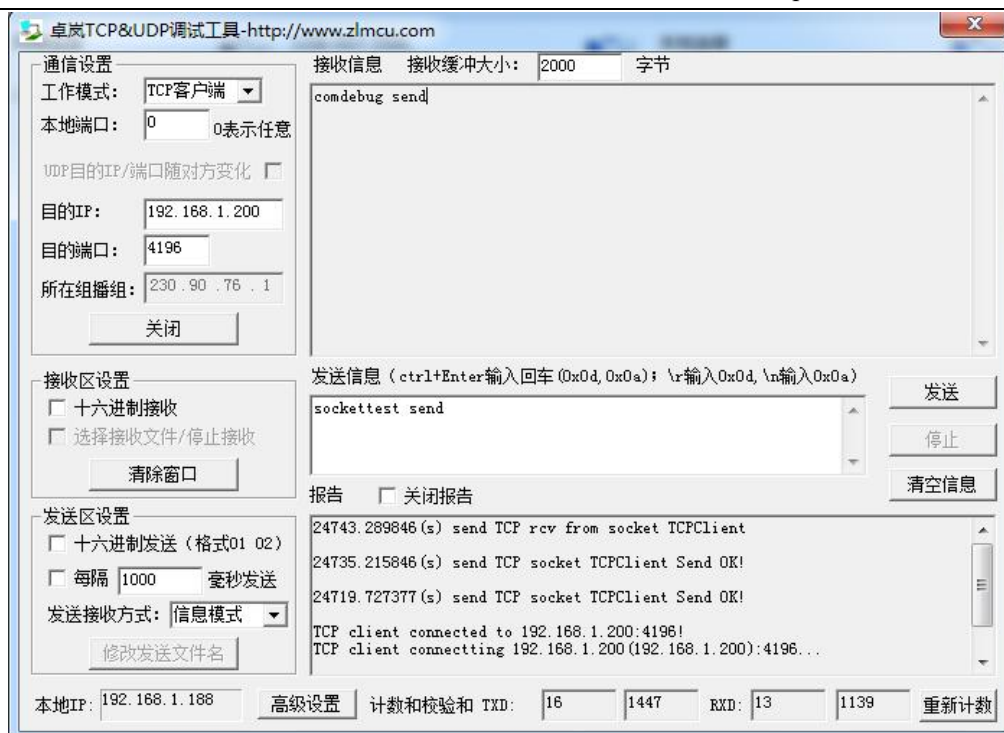 卓岚TCP&UDP调试工具-http://www.zlmcu.com
通信设置
工作模式： TCP客户端
本地端口： 0 0表示任意
UDP目的IP/端口随对方变化
目的IP： 192.168.1.200
目的端口： 4196
所在组播组： 230 .90 .76 . 1
关闭
接收区设置
十六进制接收
选择接收文件/停止接收
清除窗口
发送区设置
十六进制发送（格式01 02）
每隔 1000 毫秒发送
发送接收方式： 信息模式
修改发送文件名
接收信息 接收缓冲大小： 2000 字节
comdebug send
发送信息（ctrl+Enter输入回车(0x0d,0x0a)；\r输入0x0d,\n输入0x0a）
sockettest send
发送
停止
清空信息
报告 关闭报告
24743.289846(s) send TCP rcv from socket TCPClient
24735.215846(s) send TCP socket TCPClient Send OK!
24719.727377(s) send TCP socket TCPClient Send OK!
TCP client connected to 192.168.1.200:4196!
TCP client connectting 192.168.1.200(192.168.1.200):4196...
本地IP: 192.168.1.188 高级设置 计数和校验和 TXD: 16 1447 RXD: 13 1139 重新计数